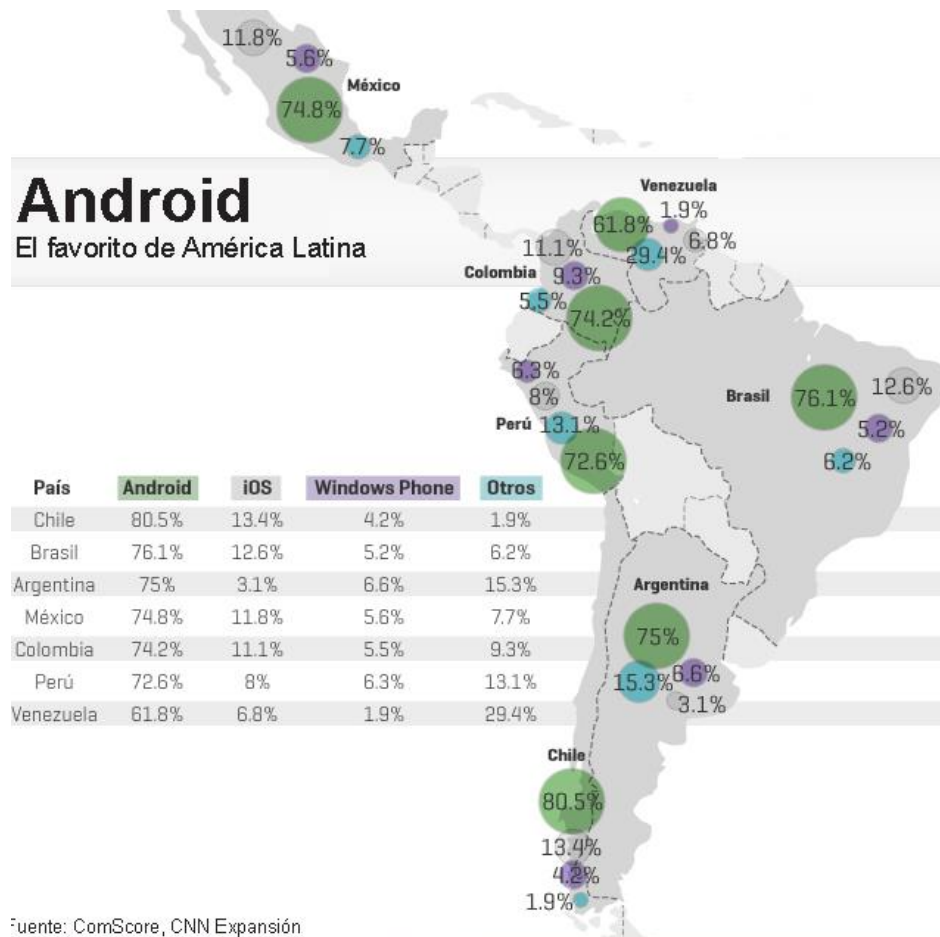 11.8%
5.6%
México
74.8%
7.7%
Android
El favorito de América Latina
Venezuela
61.8%
1.9%
6.8%
29.4%
11.1%
Colombia
9.3%
5.5%
74.2%
6.3%
8%
Perú
13.1%
72.6%
Brasil
76.1%
12.6%
5.2%
6.2%
País Android iOS Windows Phone Otros
Chile 80.5% 13.4% 4.2% 1.9%
Brasil 76.1% 12.6% 5.2% 6.2%
Argentina 75% 3.1% 6.6% 15.3%
México 74.8% 11.8% 5.6% 7.7%
Colombia 74.2% 11.1% 5.5% 9.3%
Perú 72.6% 8% 6.3% 13.1%
Venezuela 61.8% 6.8% 1.9% 29.4%
Argentina
75%
15.3%
6.6%
3.1%
Chile
80.5%
13.4%
4.2%
1.9%
Fuente: ComScore, CNN Expansión